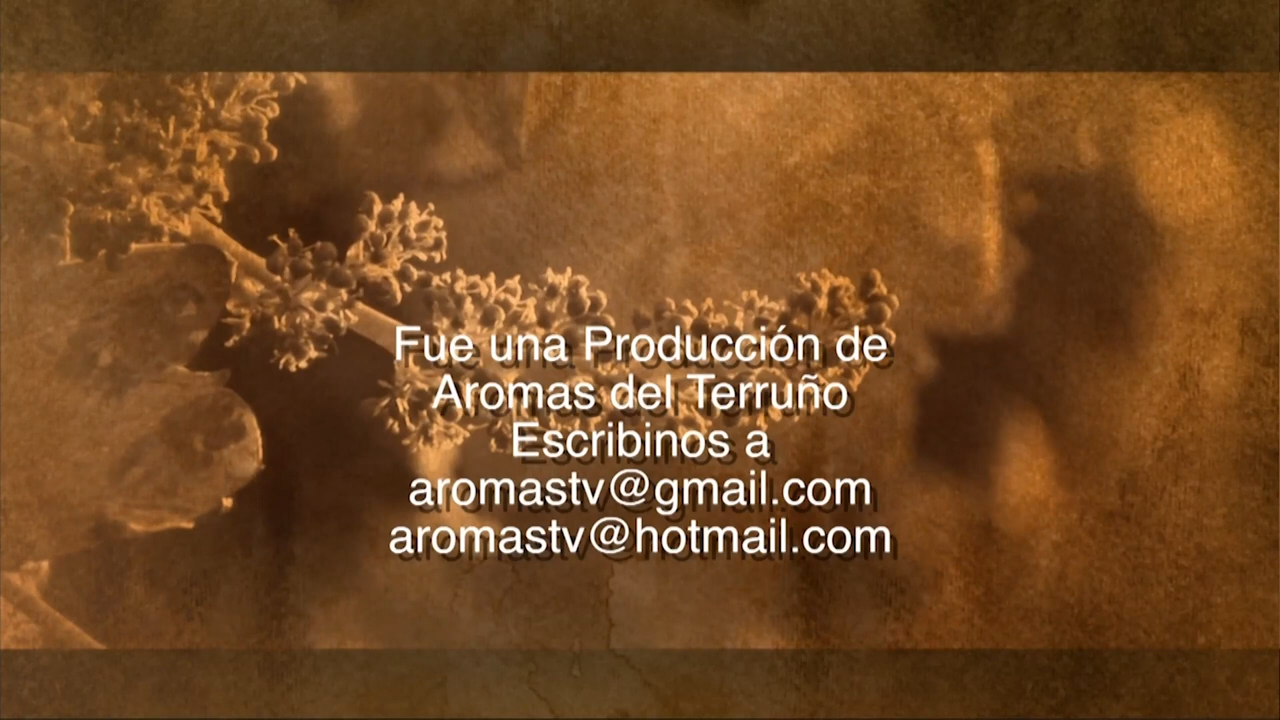 Fue una Producción de
Aromas del Terruño
Escribinos a
aromastv@gmail.com
aromastv@hotmail.com